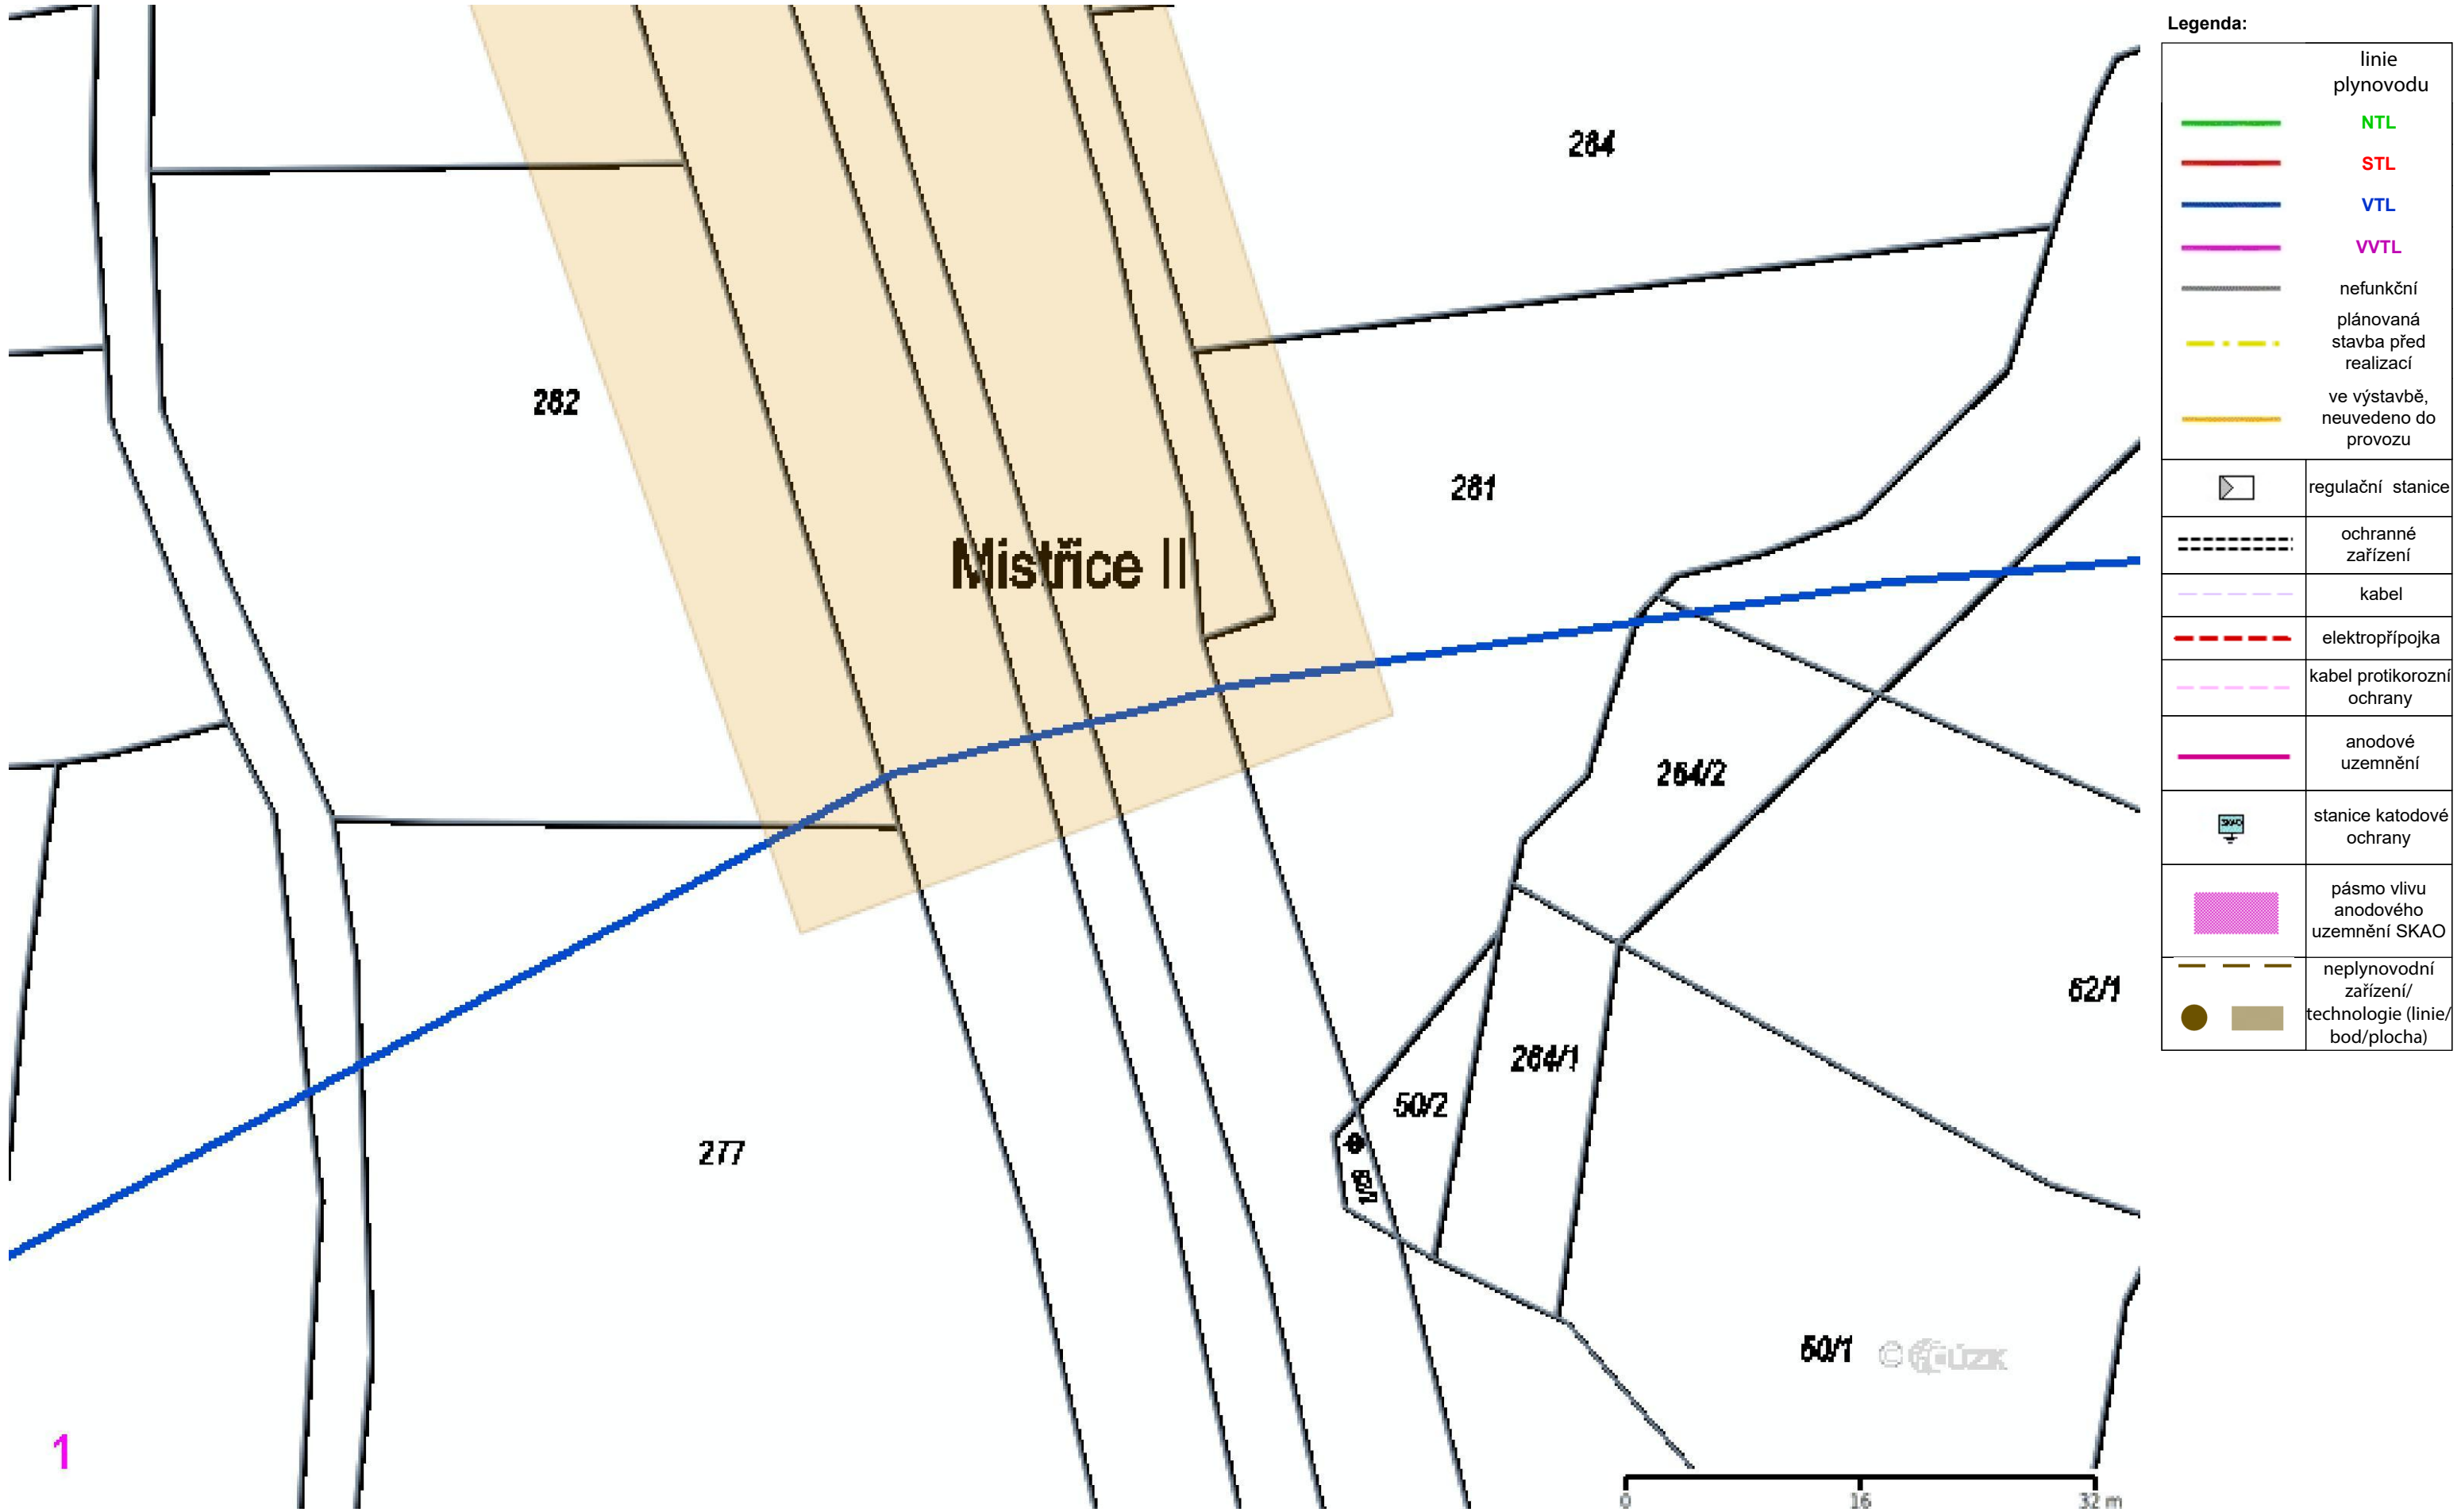 284
282
281
Mistřice II
264/2
62/1
264/1
50/2
277
50/1
©ČÚZK
1
0 16 32 m
Legenda:
linie
plynovodu
NTL
STL
VTL
VVTL
nefunkční
plánovaná
stavba před
realizací
ve výstavbě,
neuvedeno do
provozu
regulační stanice
ochranné
zařízení
kabel
elektropřípojka
kabel protikorozní
ochrany
anodové
uzemnění
SKAO
stanice katodové
ochrany
pásmo vlivu
anodového
uzemnění SKAO
neplynovodní
zařízení/
technologie (linie/
bod/plocha)